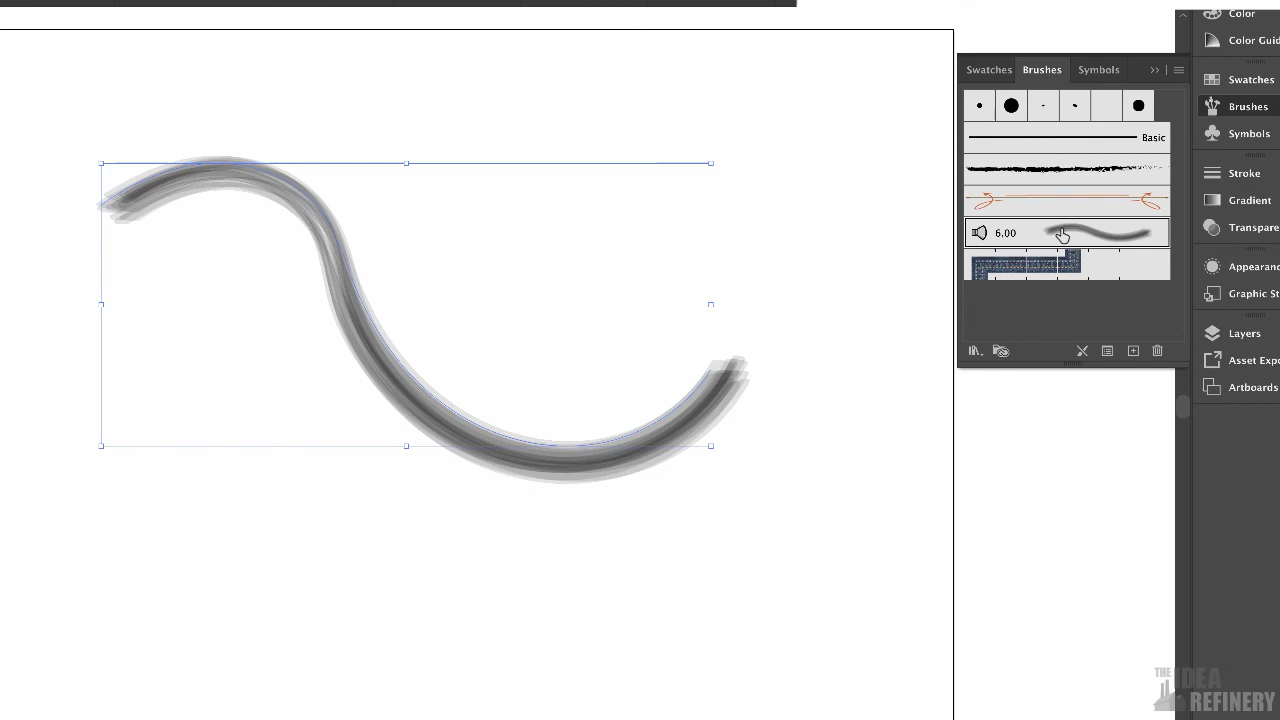 Color
Color Guid
Swatches Brushes Symbols
Swatches
Basic
Brushes
Symbols
Stroke
Gradient
6.00
Transpare
Appearanc
Graphic St
Layers
Asset Expo
Artboards
THE IDEA
REFINERY